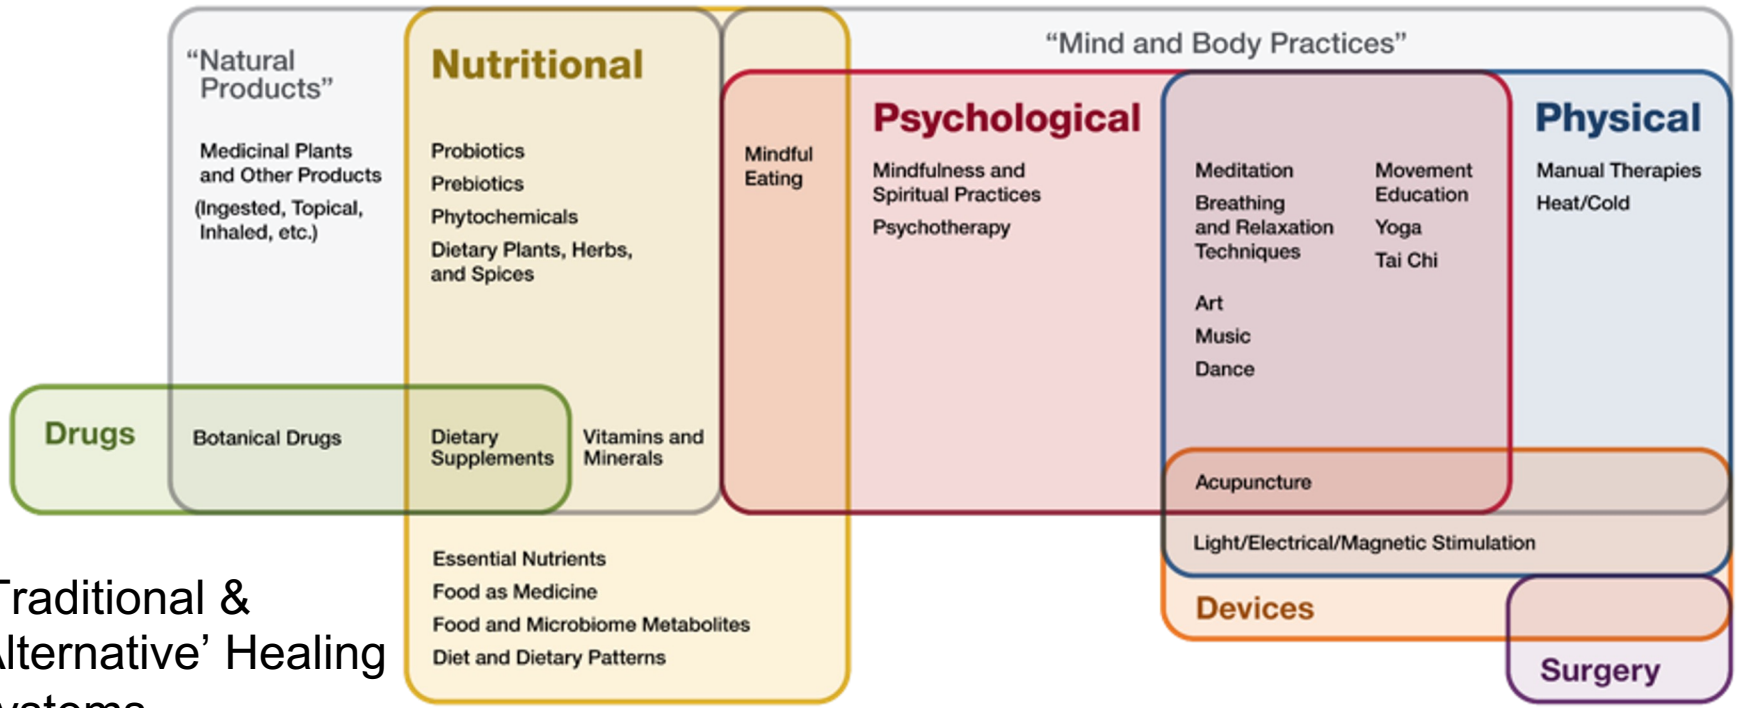 “Natural
Products”
Medicinal Plants
and Other Products
(Ingested, Topical,
Inhaled, etc.)
Nutritional
Probiotics
Prebiotics
Phytochemicals
Dietary Plants, Herbs,
and Spices
Mindful
Eating
“Mind and Body Practices”
Psychological
Mindfulness and
Spiritual Practices
Psychotherapy
Meditation
Breathing
and Relaxation
Techniques
Art
Music
Dance
Movement
Education
Yoga
Tai Chi
Physical
Manual Therapies
Heat/Cold
Drugs
Botanical Drugs
Dietary
Supplements
Vitamins and
Minerals
Acupuncture
Light/Electrical/Magnetic Stimulation
Devices
Surgery
Essential Nutrients
Food as Medicine
Food and Microbiome Metabolites
Diet and Dietary Patterns
Traditional &
Alternative’ Healing